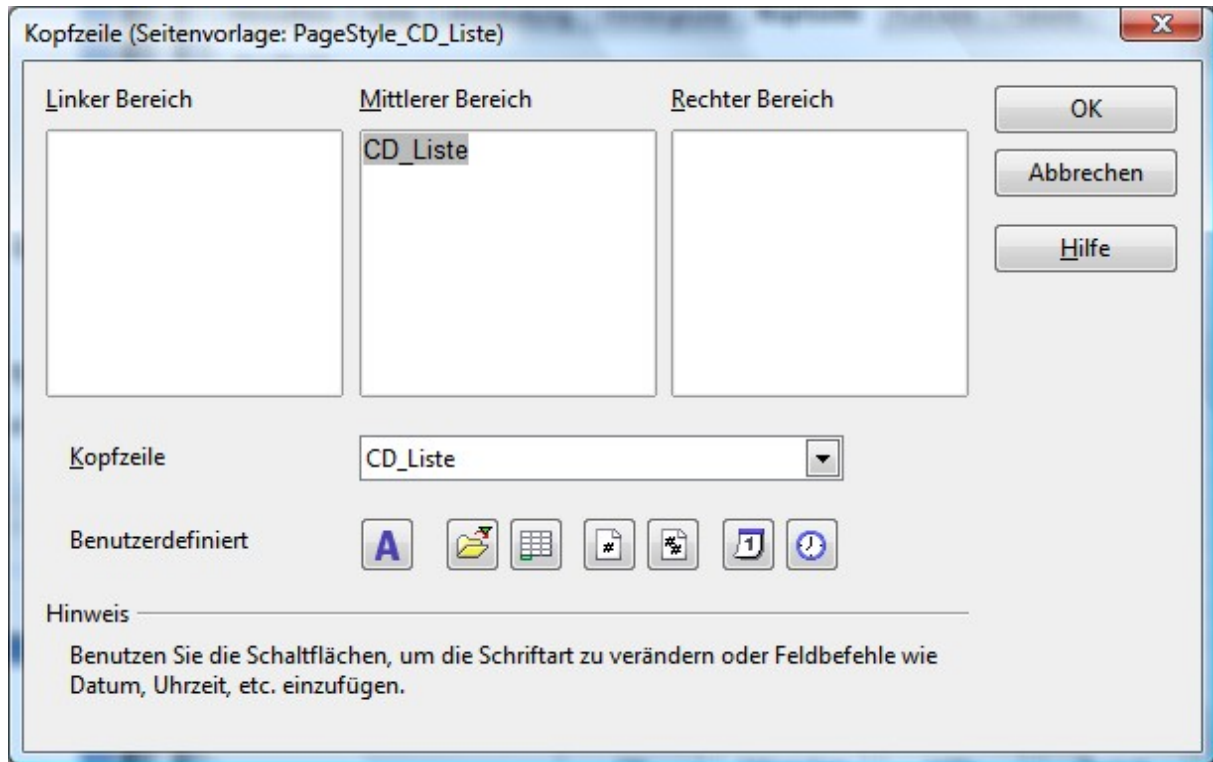 Kopfzeile (Seitenvorlage: PageStyle_CD_Liste)
Linker Bereich
Mittlerer Bereich
Rechter Bereich
OK
CD_Liste
Abbrechen
Hilfe
Kopfzeile
CD_Liste
Benutzerdefiniert
Hinweis
Benutzen Sie die Schaltflächen, um die Schriftart zu verändern oder Feldbefehle wie
Datum, Uhrzeit, etc. einzufügen.